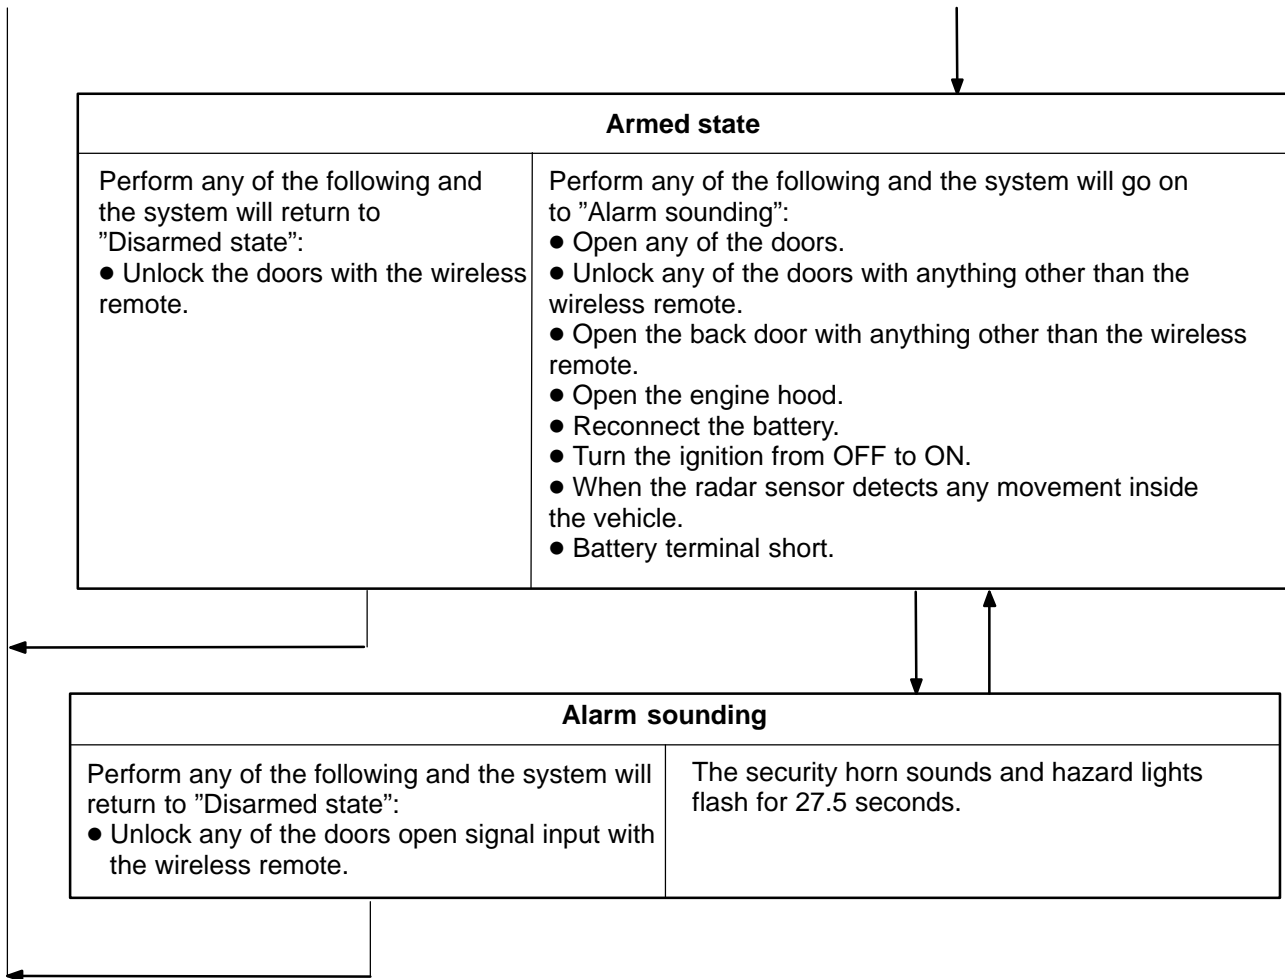 Armed state
Perform any of the following and
the system will return to
”Disarmed state”:
● Unlock the doors with the wireless
remote.
Perform any of the following and the system will go on
to ”Alarm sounding”:
● Open any of the doors.
● Unlock any of the doors with anything other than the
wireless remote.
● Open the back door with anything other than the wireless
remote.
● Open the engine hood.
● Reconnect the battery.
● Turn the ignition from OFF to ON.
● When the radar sensor detects any movement inside
the vehicle.
● Battery terminal short.
Alarm sounding
Perform any of the following and the system will
return to ”Disarmed state”:
● Unlock any of the doors open signal input with
the wireless remote.
The security horn sounds and hazard lights
flash for 27.5 seconds.